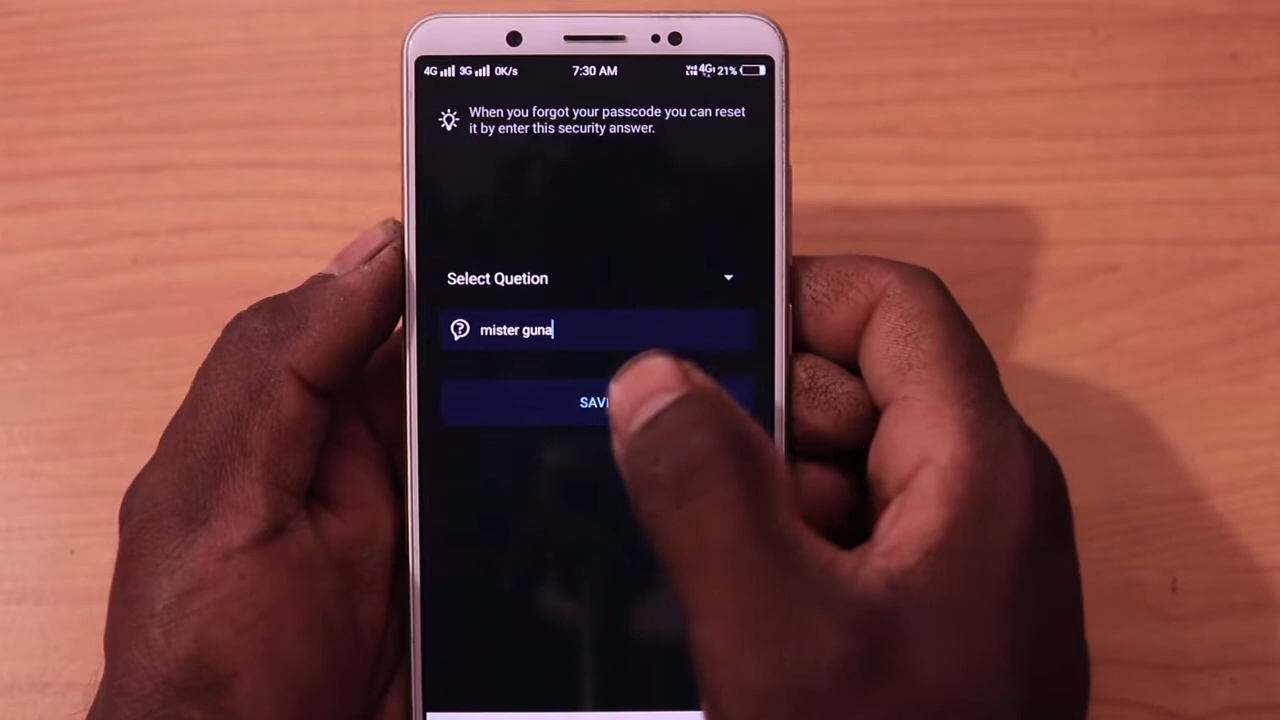 4G 3G 0K/s 7:30 AM 4G 21%
When you forgot your passcode you can reset
it by enter this security answer.
Select Quetion
mister guna